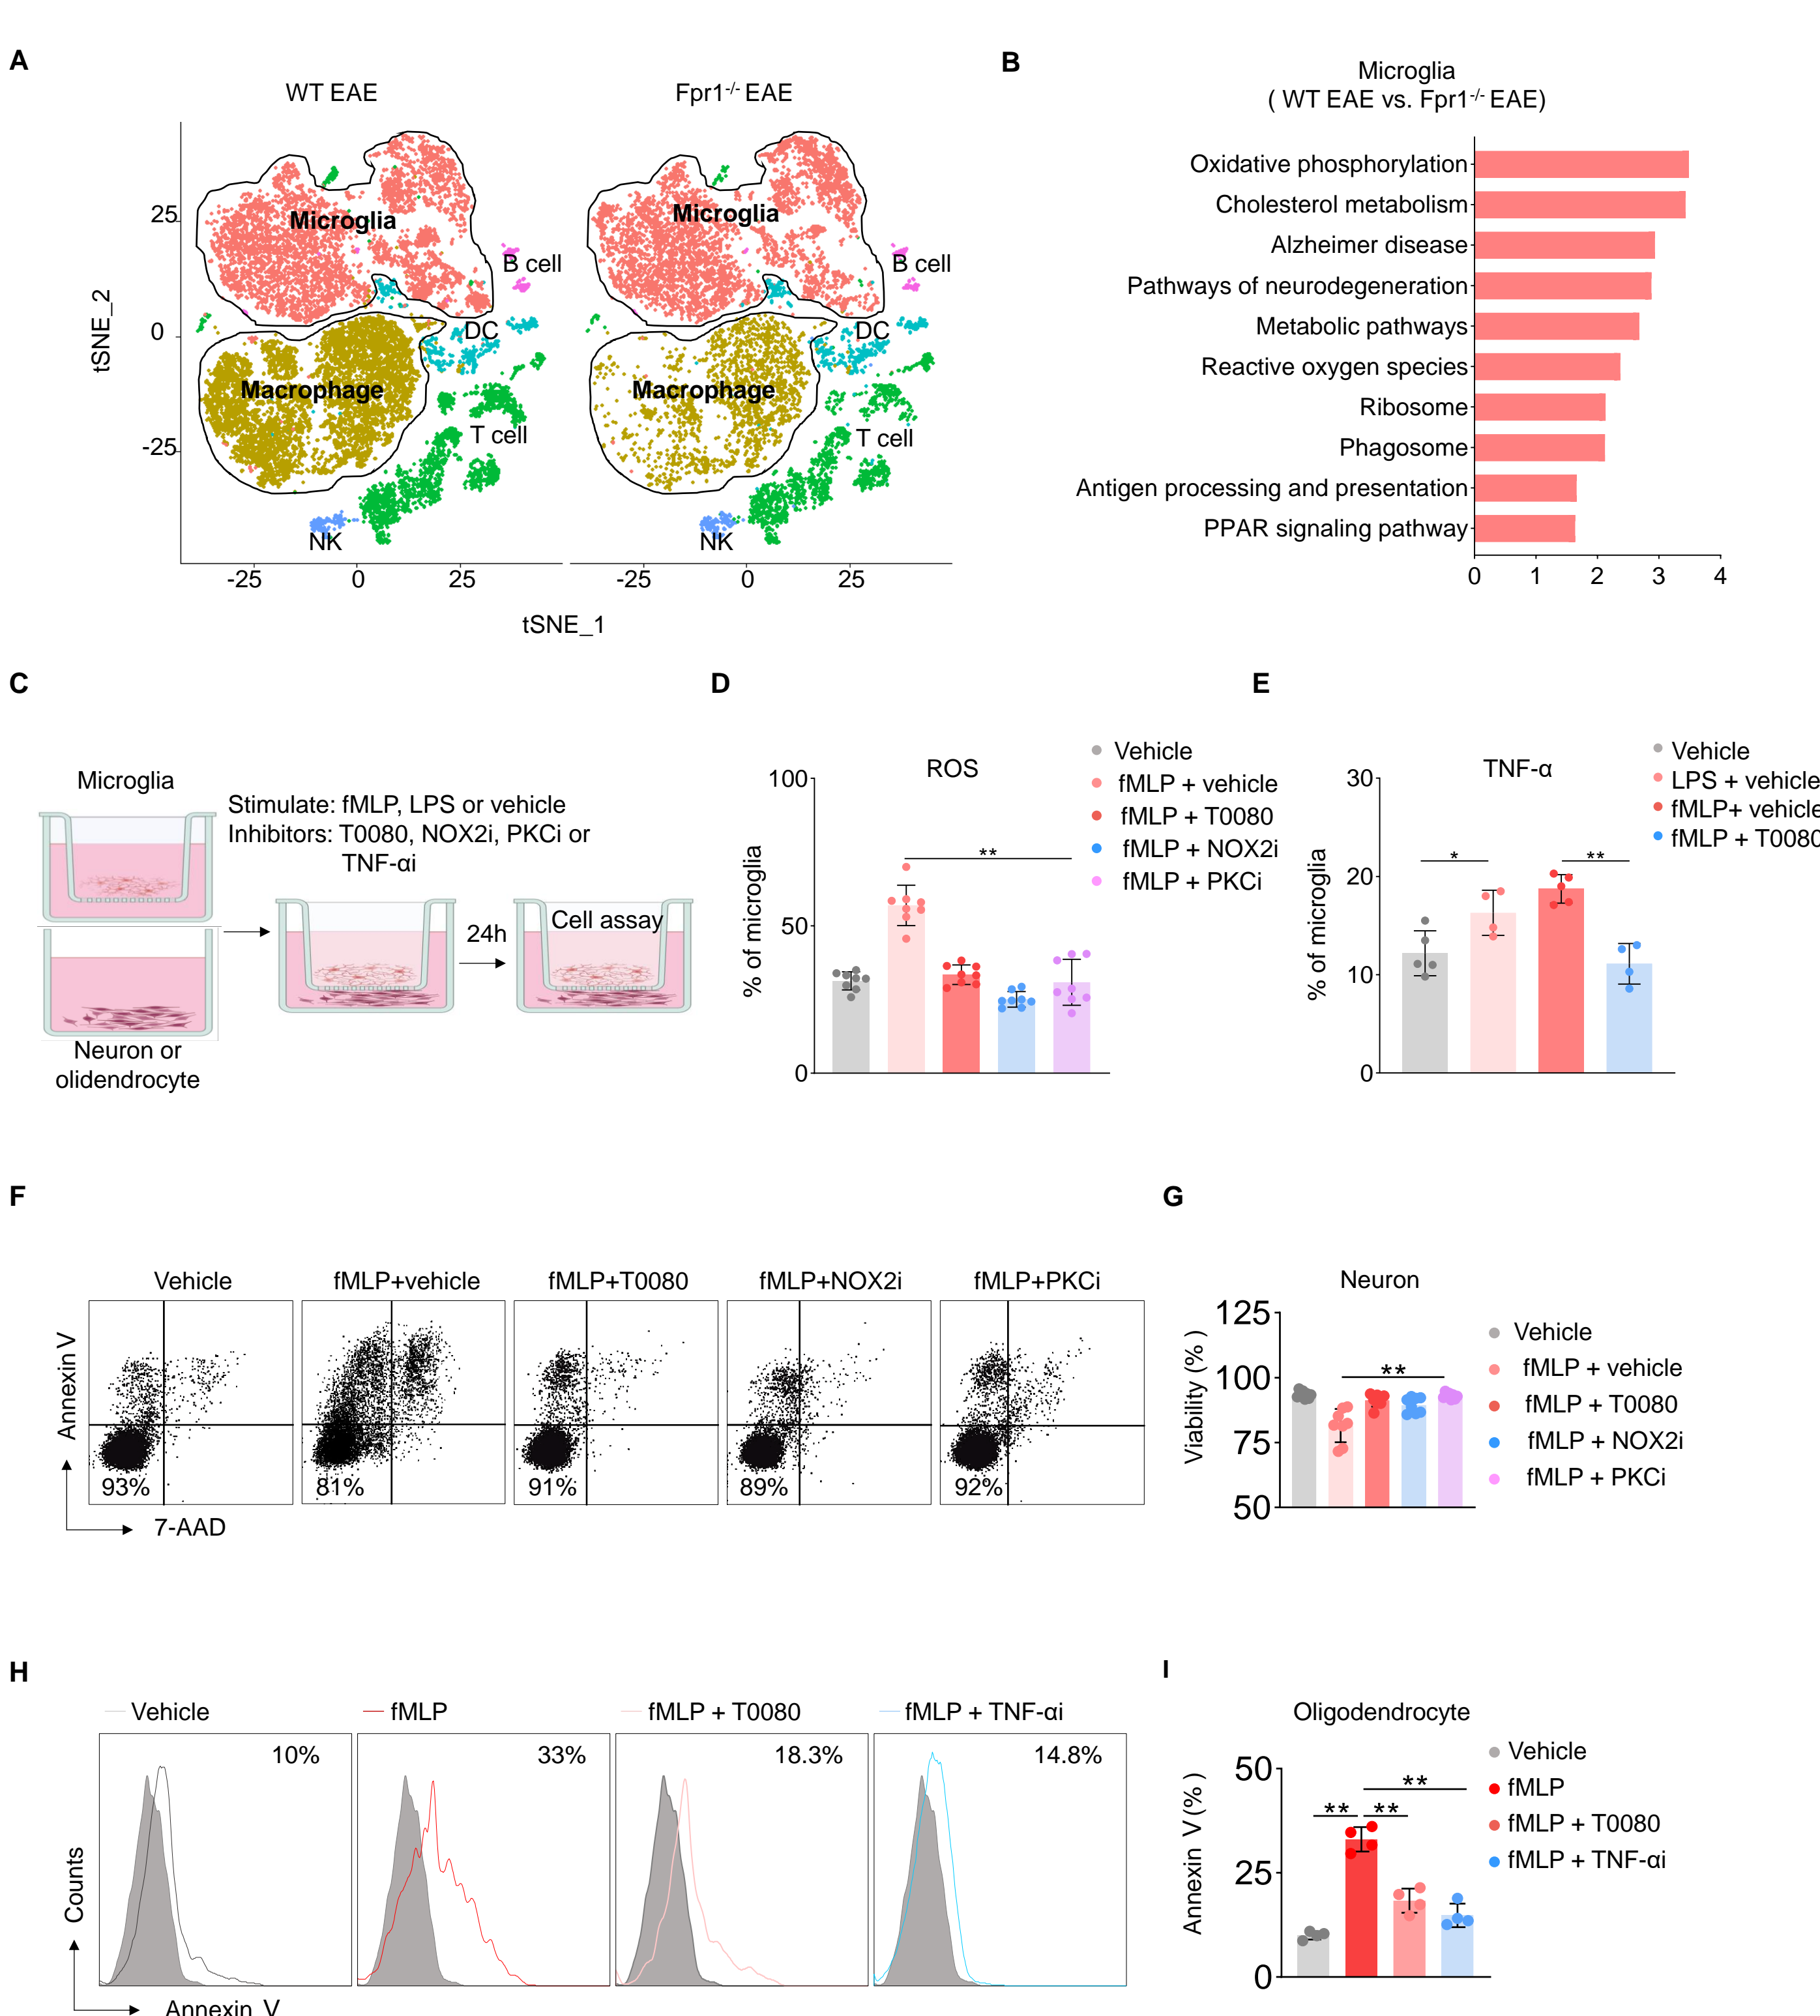 A
WT EAE
Fpr1-/- EAE
tSNE_2
25
0
-25
Microglia
B cell
DC
Macrophage
T cell
NK
Microglia
B cell
DC
Macrophage
T cell
NK
-25
0
25
-25
0
25
tSNE_1
B
Microglia
( WT EAE vs. Fpr1-/- EAE)
Oxidative phosphorylation
Cholesterol metabolism
Alzheimer disease
Pathways of neurodegeneration
Metabolic pathways
Reactive oxygen species
Ribosome
Phagosome
Antigen processing and presentation
PPAR signaling pathway
0
1
2
3
4
C
Microglia
Stimulate: fMLP, LPS or vehicle
Inhibitors: T0080, NOX2i, PKCi or
TNF-αi
24h
Cell assay
Neuron or
olidendrocyte
D
ROS
% of microglia
100
50
0
**
Vehicle
fMLP + vehicle
fMLP + T0080
fMLP + NOX2i
fMLP + PKCi
E
TNF-α
% of microglia
30
20
10
0
*
**
Vehicle
LPS + vehicle
fMLP+ vehicle
fMLP + T0080
F
Vehicle
fMLP+vehicle
fMLP+T0080
fMLP+NOX2i
fMLP+PKCi
Annexin V
93%
81%
91%
89%
92%
7-AAD
G
Neuron
Viability (% )
125
100
75
50
**
Vehicle
fMLP + vehicle
fMLP + T0080
fMLP + NOX2i
fMLP + PKCi
H
Vehicle
fMLP
fMLP + T0080
fMLP + TNF-αi
10%
33%
18.3%
14.8%
Counts
Annexin V
I
Oligodendrocyte
Annexin V (% )
50
25
0
**
**
**
Vehicle
fMLP
fMLP + T0080
fMLP + TNF-αi